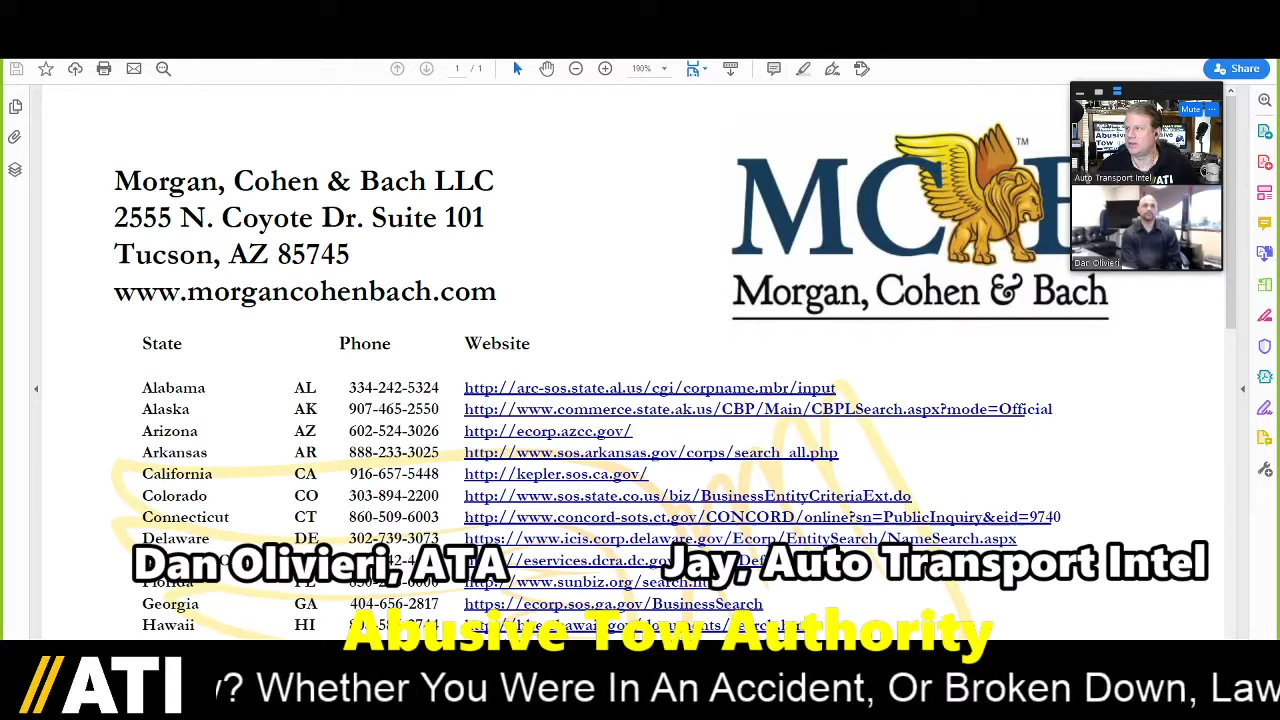 1 / 1
190%
Share
Mute
Auto Transport Intel
Dan Olivieri
Morgan, Cohen & Bach LLC
2555 N. Coyote Dr. Suite 101
Tucson, AZ 85745
www.morgancohenbach.com
MC
™
Morgan, Cohen & Bach
State Phone Website
Alabama AL 334-242-5324 http://arc-sos.state.al.us/cgi/corpname.mbr/input
Alaska AK 907-465-2550 http://www.commerce.state.ak.us/CBP/Main/CBPLSearch.aspx?mode=Official
Arizona AZ 602-524-3026 http://ecorp.azcc.gov/
Arkansas AR 888-233-3025 http://www.sos.arkansas.gov/corps/search_all.php
California CA 916-657-5448 http://kepler.sos.ca.gov/
Colorado CO 303-894-2200 http://www.sos.state.co.us/biz/BusinessEntityCriteriaExt.do
Connecticut CT 860-509-6003 http://www.concord-sots.ct.gov/CONCORD/online?sn=PublicInquiry&eid=9740
Delaware DE 302-739-3073 https://www.icis.corp.delaware.gov/Ecorp/EntitySearch/NameSearch.aspx
Dan Olivieri, ATA Jay, Auto Transport Intel
Georgia GA 404-656-2817 https://ecorp.sos.ga.gov/BusinessSearch
Hawaii HI
Abusive Tow Authority
//ATI ? Whether You Were In An Accident, Or Broken Down, Law